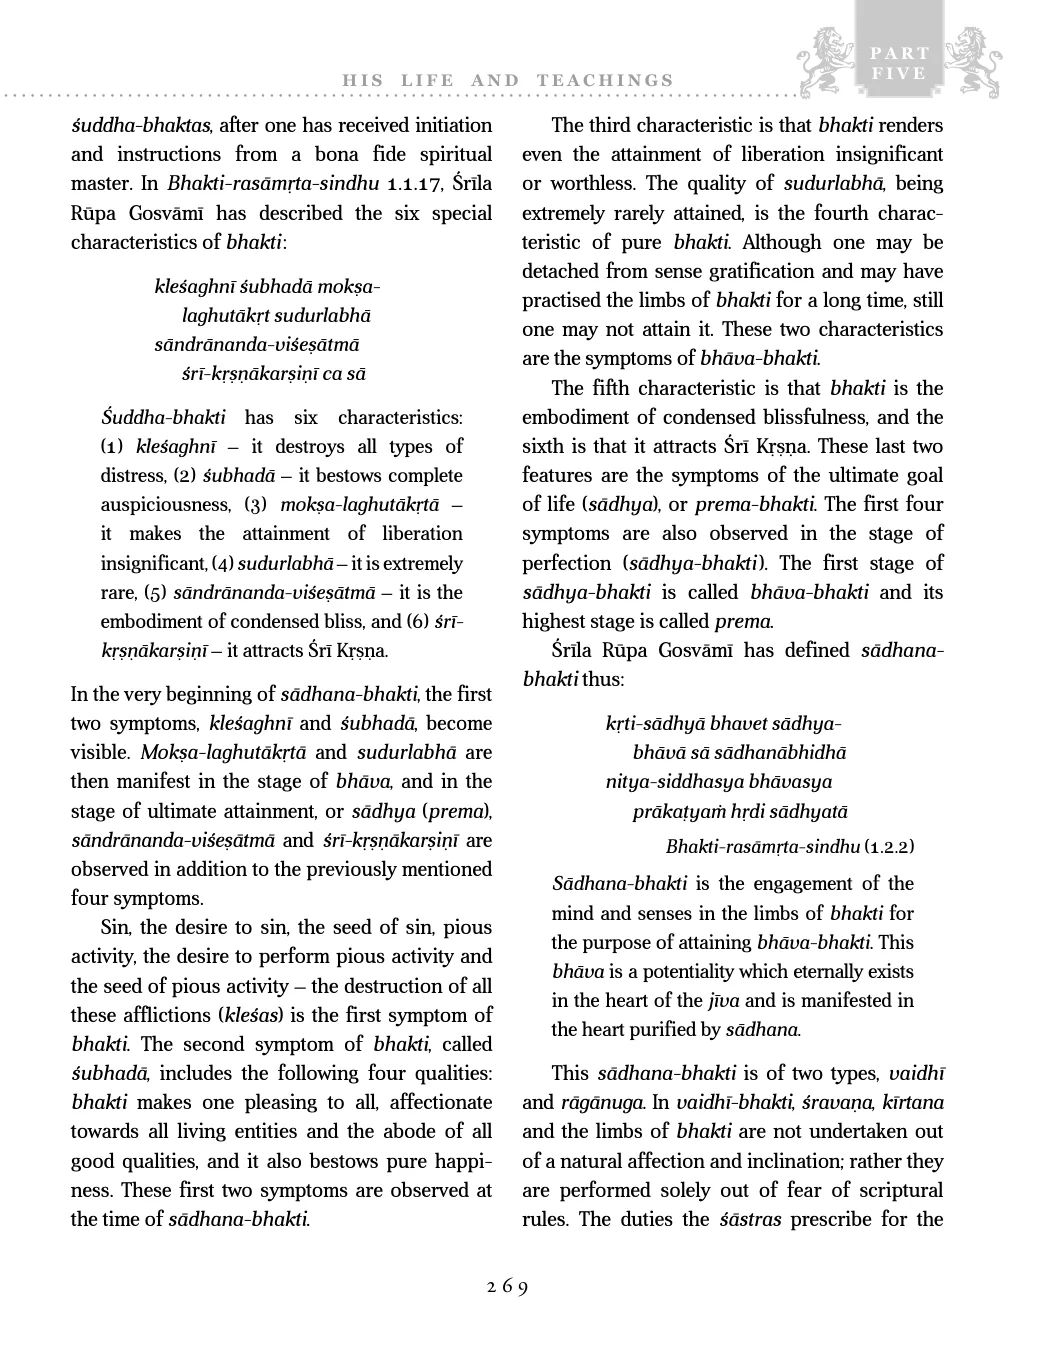 HIS LIFE AND TEACHINGS
PART
FIVE
śuddha-bhaktas, after one has received initiation
and instructions from a bona fide spiritual
master. In Bhakti-rasāmṛta-sindhu 1.1.17, Śrīla
Rūpa Gosvāmī has described the six special
characteristics of bhakti:
kleśaghnī śubhadā mokṣa-
laghutākṛt sudurlabhā
sāndrānanda-viśeṣātmā
śrī-kṛṣṇākarṣiṇī ca sā
Śuddha-bhakti has six characteristics:
(1) kleśaghnī – it destroys all types of
distress, (2) śubhadā – it bestows complete
auspiciousness, (3) mokṣa-laghutākṛtā –
it makes the attainment of liberation
insignificant, (4) sudurlabhā – it is extremely
rare, (5) sāndrānanda-viśeṣātmā – it is the
embodiment of condensed bliss, and (6) śrī-
kṛṣṇākarṣiṇī – it attracts Śrī Kṛṣṇa.
In the very beginning of sādhana-bhakti, the first
two symptoms, kleśaghnī and śubhadā, become
visible. Mokṣa-laghutākṛtā and sudurlabhā are
then manifest in the stage of bhāva, and in the
stage of ultimate attainment, or sādhya (prema),
sāndrānanda-viśeṣātmā and śrī-kṛṣṇākarṣiṇī are
observed in addition to the previously mentioned
four symptoms.
Sin, the desire to sin, the seed of sin, pious
activity, the desire to perform pious activity and
the seed of pious activity – the destruction of all
these afflictions (kleśas) is the first symptom of
bhakti. The second symptom of bhakti, called
śubhadā, includes the following four qualities:
bhakti makes one pleasing to all, affectionate
towards all living entities and the abode of all
good qualities, and it also bestows pure happi-
ness. These first two symptoms are observed at
the time of sādhana-bhakti.
The third characteristic is that bhakti renders
even the attainment of liberation insignificant
or worthless. The quality of sudurlabhā, being
extremely rarely attained, is the fourth charac-
teristic of pure bhakti. Although one may be
detached from sense gratification and may have
practised the limbs of bhakti for a long time, still
one may not attain it. These two characteristics
are the symptoms of bhāva-bhakti.
The fifth characteristic is that bhakti is the
embodiment of condensed blissfulness, and the
sixth is that it attracts Śrī Kṛṣṇa. These last two
features are the symptoms of the ultimate goal
of life (sādhya), or prema-bhakti. The first four
symptoms are also observed in the stage of
perfection (sādhya-bhakti). The first stage of
sādhya-bhakti is called bhāva-bhakti and its
highest stage is called prema.
Śrīla Rūpa Gosvāmī has defined sādhana-
bhakti thus:
kṛti-sādhyā bhavet sādhya-
bhāvā sā sādhanābhidhā
nitya-siddhasya bhāvasya
prākaṭyaṁ hṛdi sādhyatā
Bhakti-rasāmṛta-sindhu (1.2.2)
Sādhana-bhakti is the engagement of the
mind and senses in the limbs of bhakti for
the purpose of attaining bhāva-bhakti. This
bhāva is a potentiality which eternally exists
in the heart of the jīva and is manifested in
the heart purified by sādhana.
This sādhana-bhakti is of two types, vaidhī
and rāgānuga. In vaidhī-bhakti, śravaṇa, kīrtana
and the limbs of bhakti are not undertaken out
of a natural affection and inclination; rather they
are performed solely out of fear of scriptural
rules. The duties the śāstras prescribe for the
269